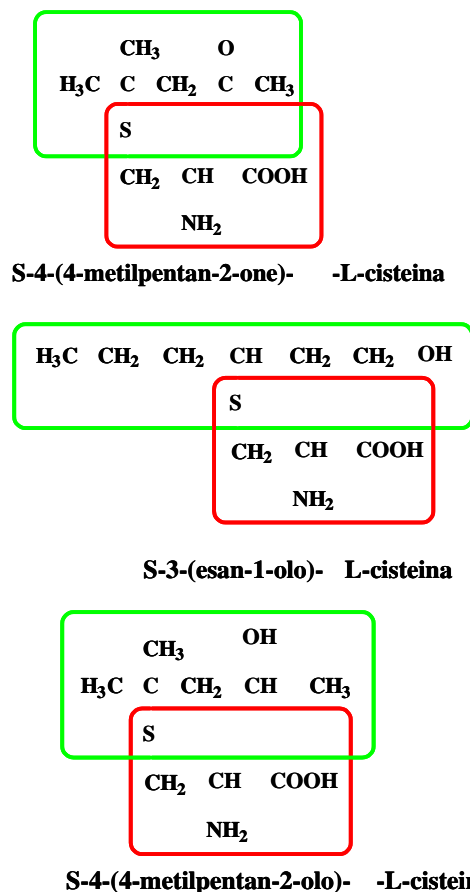 CH₃ O
H₃C C CH₂ C CH₃
S
CH₂ CH COOH
NH₂
S-4-(4-metilpentan-2-one)- -L-cisteina
H₃C CH₂ CH₂ CH CH₂ CH₂ OH
S
CH₂ CH COOH
NH₂
S-3-(esan-1-olo)- L-cisteina
CH₃ OH
H₃C C CH₂ CH CH₃
S
CH₂ CH COOH
NH₂
S-4-(4-metilpentan-2-olo)- -L-cistein